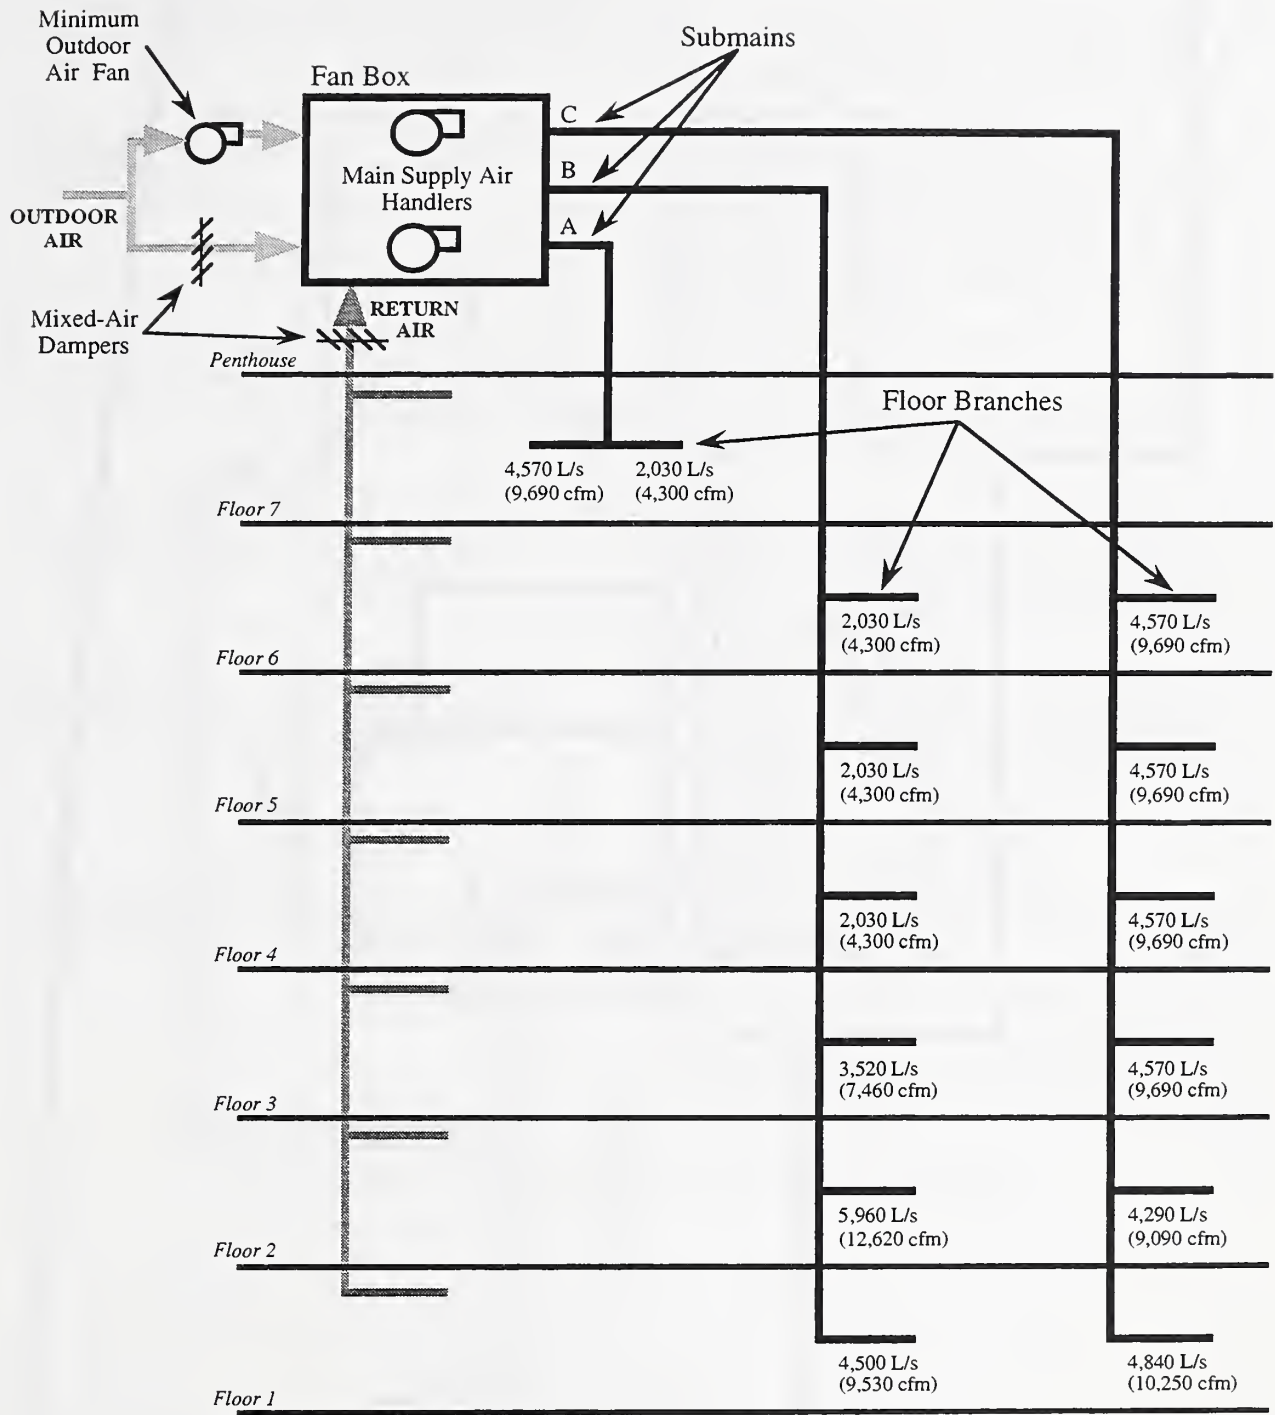 Minimum
Outdoor
Air Fan
Submains
Fan Box
C
B
A
Main Supply Air
Handlers
OUTDOOR
AIR
Mixed-Air
Dampers
RETURN
AIR
Penthouse
Floor Branches
4,570 L/s
(9,690 cfm)
2,030 L/s
(4,300 cfm)
Floor 7
2,030 L/s
(4,300 cfm)
4,570 L/s
(9,690 cfm)
Floor 6
2,030 L/s
(4,300 cfm)
4,570 L/s
(9,690 cfm)
Floor 5
2,030 L/s
(4,300 cfm)
4,570 L/s
(9,690 cfm)
Floor 4
3,520 L/s
(7,460 cfm)
4,570 L/s
(9,690 cfm)
Floor 3
5,960 L/s
(12,620 cfm)
4,290 L/s
(9,090 cfm)
Floor 2
4,500 L/s
(9,530 cfm)
4,840 L/s
(10,250 cfm)
Floor 1